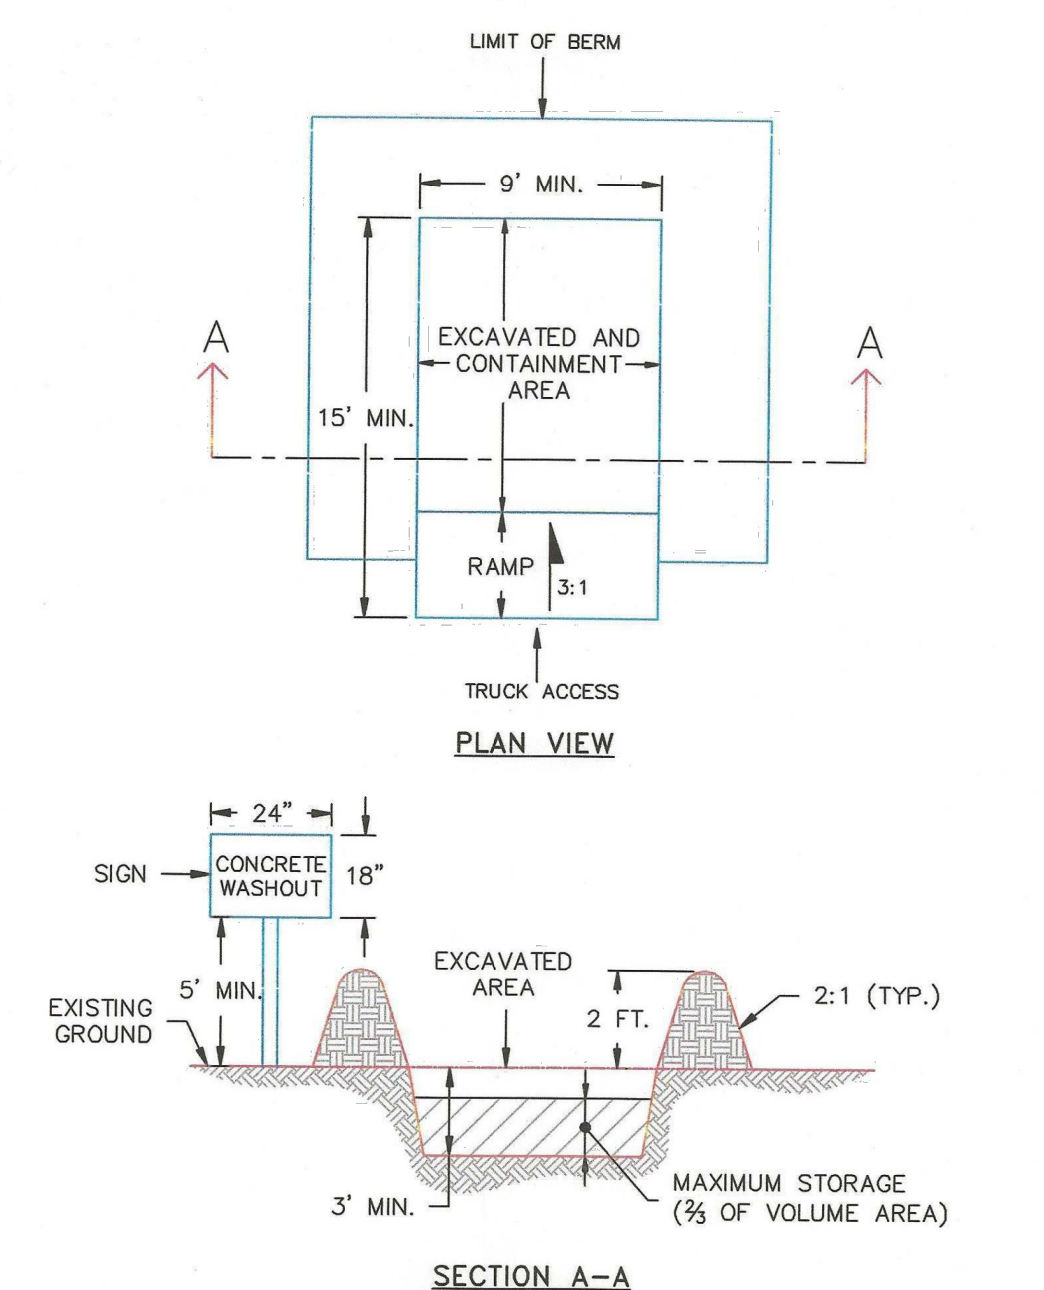 LIMIT OF BERM
9' MIN.
A
A
EXCAVATED AND
CONTAINMENT
AREA
15' MIN.
RAMP
3:1
TRUCK ACCESS
PLAN VIEW
24"
SIGN
CONCRETE
WASHOUT
18"
EXCAVATED
AREA
5' MIN.
2 FT.
2:1 (TYP.)
EXISTING
GROUND
3' MIN.
MAXIMUM STORAGE
(⅔ OF VOLUME AREA)
SECTION A-A